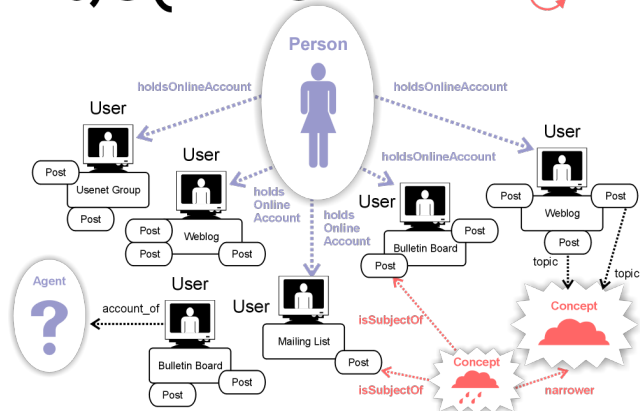 Person
holdsOnlineAccount
holdsOnlineAccount
User
User
Post
Usenet Group
Post
User
Post
Weblog
Post
Post
holds
Online
Account
holds
Online
Account
holdsOnlineAccount
User
Post
Bulletin Board
Post
Post
Post
Weblog
Post
topic
topic
Agent
?
account_of
User
Bulletin Board
Post
Post
User
Mailing List
Post
isSubjectOf
isSubjectOf
Concept
narrower
Concept